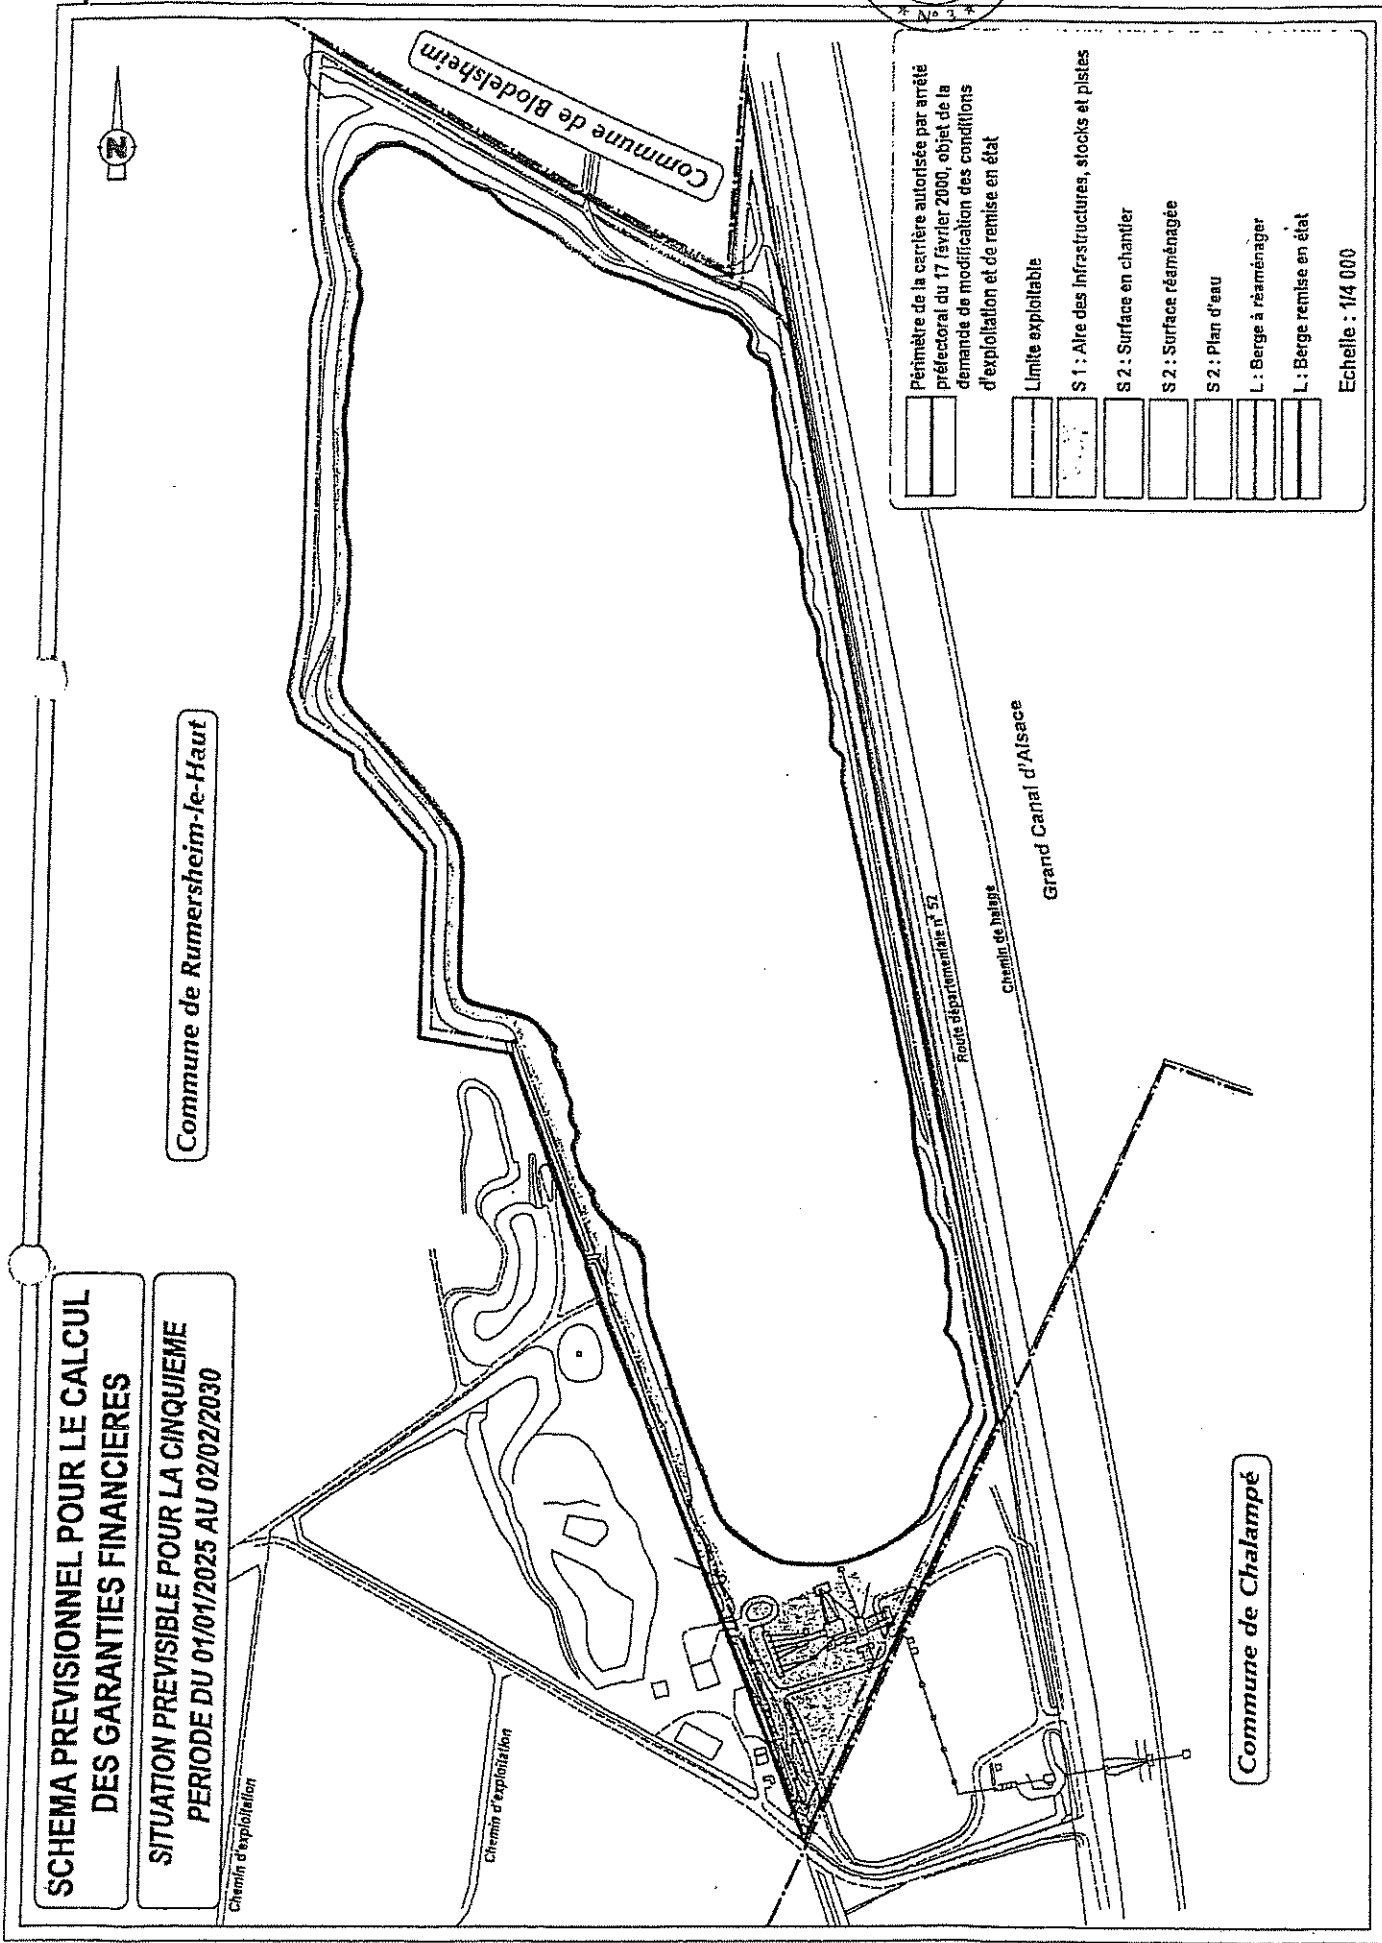 SCHEMA PREVISIONNEL POUR LE CALCUL
DES GARANTIES FINANCIERES
SITUATION PREVISIBLE POUR LA CINQUIEME
PERIODE DU 01/01/2025 AU 02/02/2030
Commune de Rumersheim-le-Haut
Commune de Blodelsheim
N
* N° 3 *
Chemin d'exploitation
Chemin d'exploitation
Route départementale n° 52
Chemin de halage
Grand Canal d'Alsace
Commune de Chalampé
Périmètre de la carrière autorisée par arrêté
préfectoral du 17 février 2000, objet de la
demande de modification des conditions
d'exploitation et de remise en état
Limite exploitable
S 1 : Aire des infrastructures, stocks et pistes
S 2 : Surface en chantier
S 2 : Surface réaménagée
S 2 : Plan d'eau
L : Berge à réaménager
L : Berge remise en état
Echelle : 1/4 000